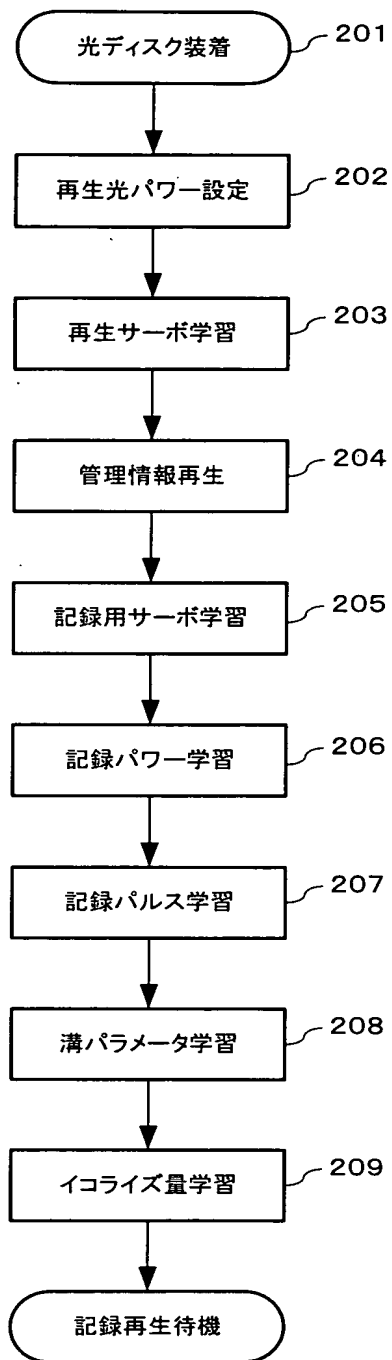 光ディスク装着
201
再生光パワー設定
202
再生サーボ学習
203
管理情報再生
204
記録用サーボ学習
205
記録パワー学習
206
記録パルス学習
207
溝パラメータ学習
208
イコライズ量学習
209
記録再生待機